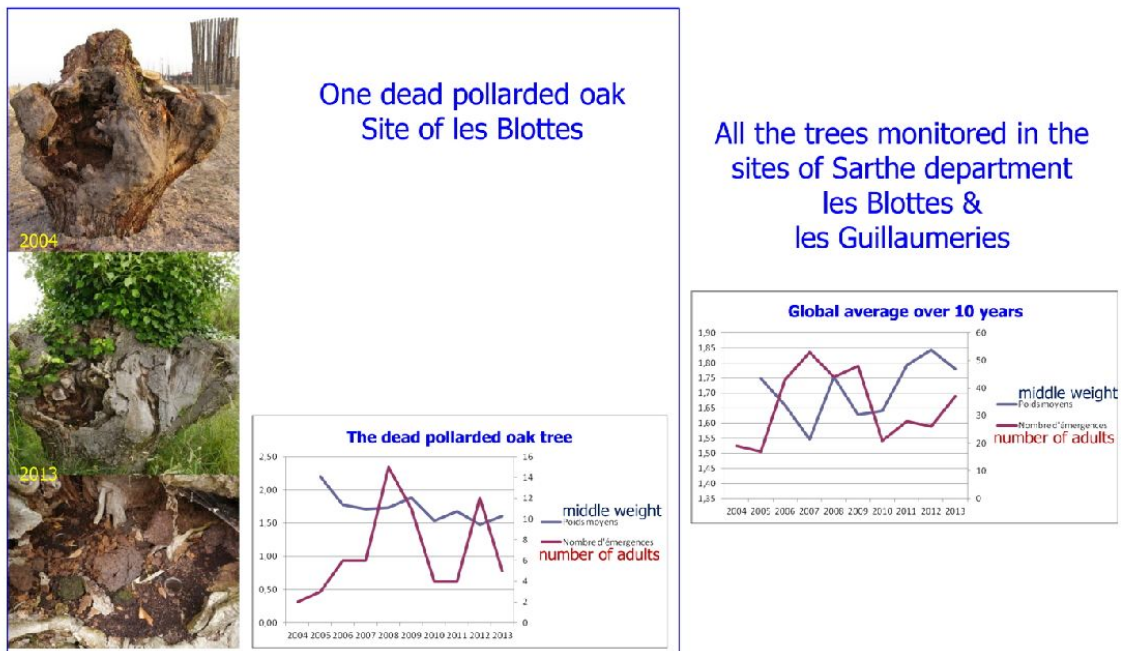 2004
2013
One dead pollarded oak
Site of les Blottes
The dead pollarded oak tree
2,50
2,00
1,50
1,00
0,50
0,00
16
14
12
10
8
6
4
2
0
2004 2005 2006 2007 2008 2009 2010 2011 2012 2013
middle weight
Poids moyens
Nombre d'émergences
number of adults
All the trees monitored in the
sites of Sarthe department
les Blottes &
les Guillaumeries
Global average over 10 years
1,90
1,85
1,80
1,75
1,70
1,65
1,60
1,55
1,50
1,45
1,40
1,35
60
50
40
30
20
10
0
2004 2005 2006 2007 2008 2009 2010 2011 2012 2013
middle weight
Poids moyens
Nombre d'émergences
number of adults